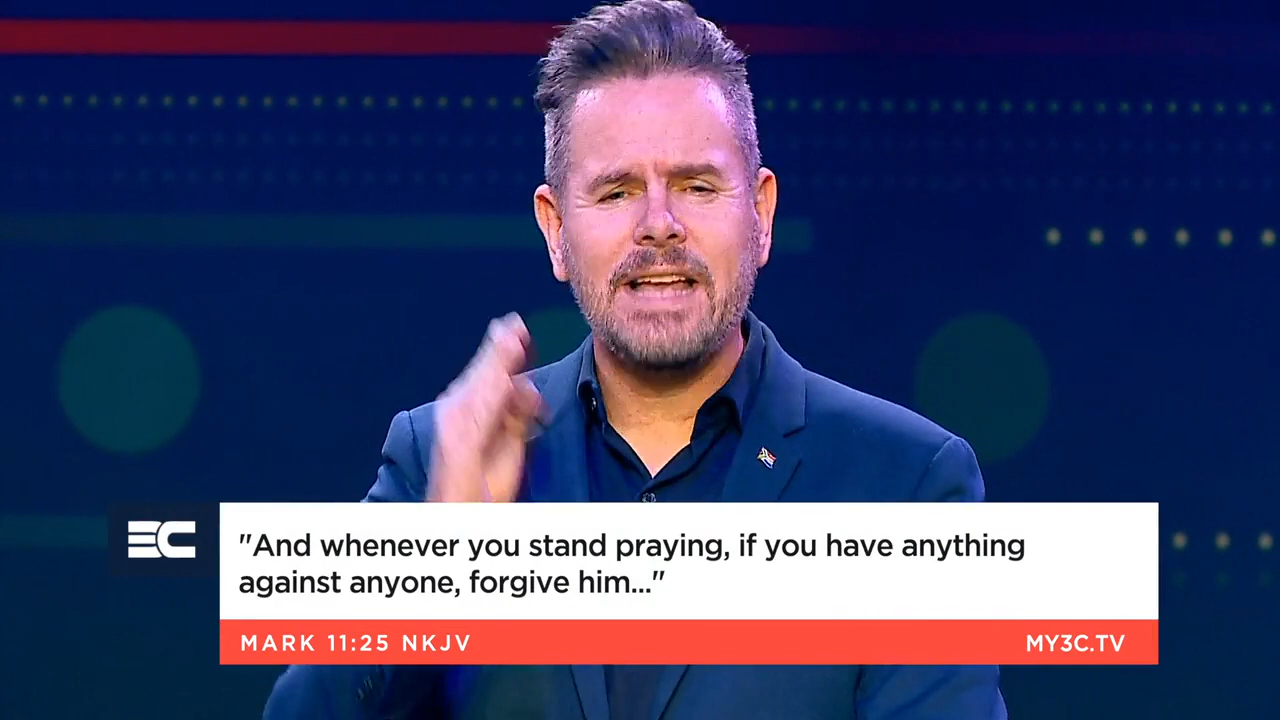 3C
"And whenever you stand praying, if you have anything
against anyone, forgive him..."
MARK 11:25 NKJV
MY3C.TV